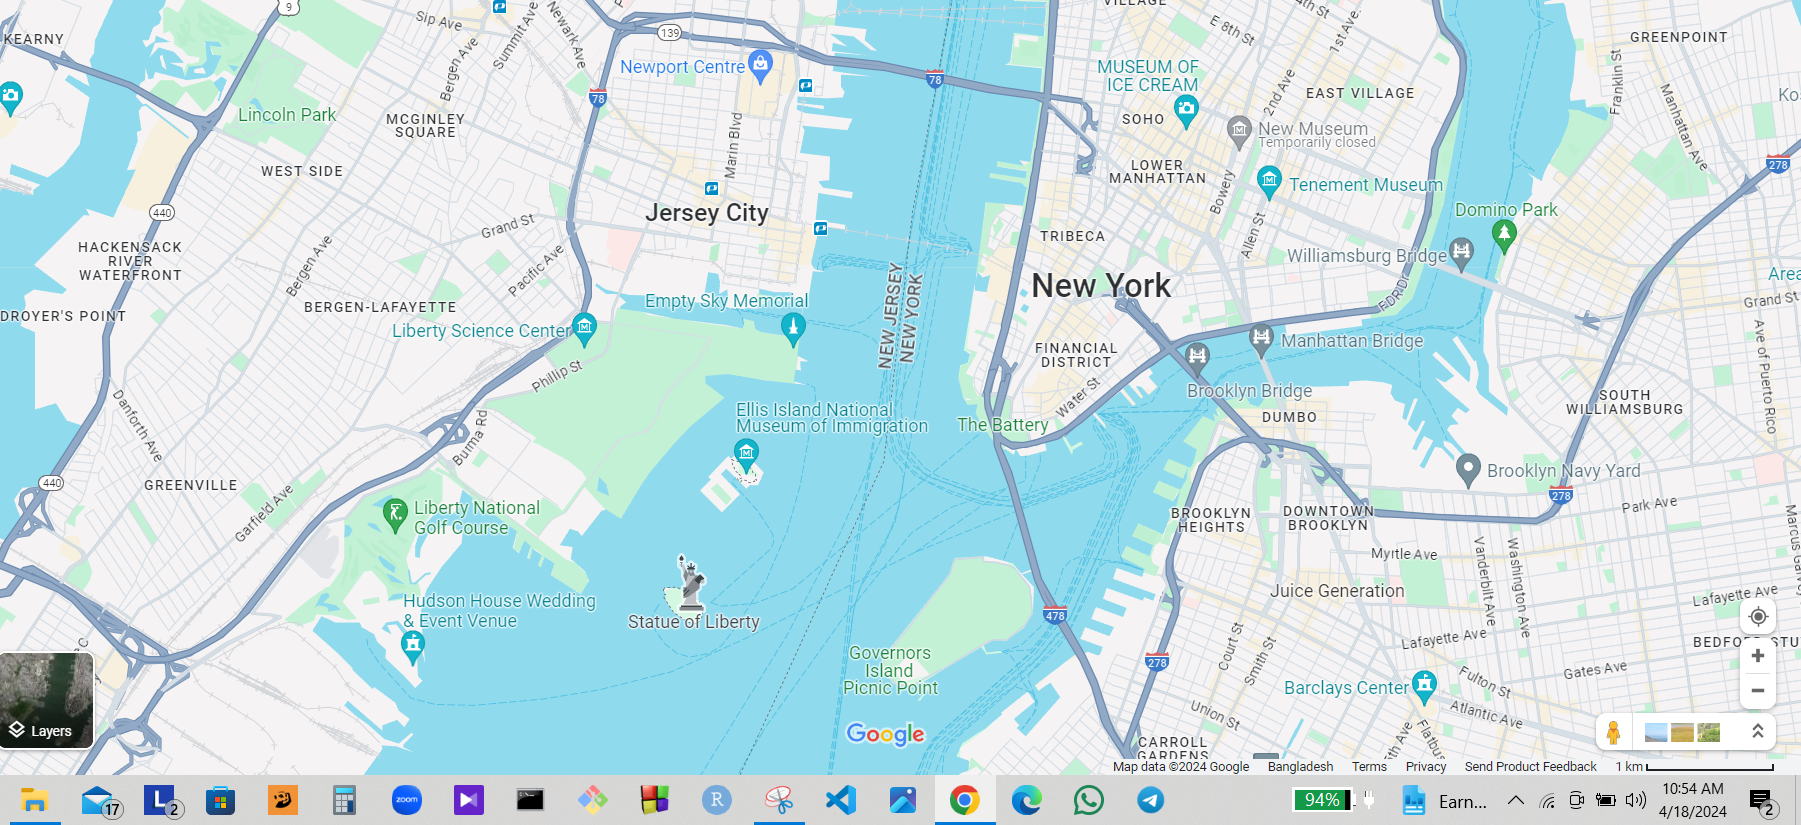 9
Sip Ave
Newark Ave
Summit Ave
VILLAGE
4th St
E 8th St
1st Ave
KEARNY
Bergen Ave
139
GREENPOINT
Newport Centre
78
78
MUSEUM OF
ICE CREAM
2nd Ave
EAST VILLAGE
Franklin St
Manhattan Ave
Lincoln Park
MCGINLEY
SQUARE
Marin Blvd
SOHO
New Museum
Temporarily closed
WEST SIDE
LOWER
MANHATTAN
278
Bowery
Tenement Museum
440
Jersey City
Grand St
Domino Park
HACKENSACK
RIVER
WATERFRONT
Bergen Ave
Pacific Ave
TRIBECA
Allen St
Williamsburg Bridge
New York
NEW JERSEY
NEW YORK
Area
FDR Dr
Grand St
DROYER'S POINT
BERGEN-LAFAYETTE
Empty Sky Memorial
Liberty Science Center
FINANCIAL
DISTRICT
Manhattan Bridge
Ave of Puerto Rico
Phillip St
Water St
Brooklyn Bridge
SOUTH
WILLIAMSBURG
Danforth Ave
Burma Rd
Ellis Island National
Museum of Immigration
The Battery
DUMBO
440
GREENVILLE
Brooklyn Navy Yard
278
Garfield Ave
Liberty National
Golf Course
BROOKLYN
HEIGHTS
DOWNTOWN
BROOKLYN
Park Ave
Myrtle Ave
Vanderbilt Ave
Washington Ave
Juice Generation
Lafayette Ave
Hudson House Wedding
& Event Venue
Statue of Liberty
478
Court St
Smith St
Lafayette Ave
Governors
Island
Picnic Point
278
Gates Ave
Barclays Center
Fulton St
Atlantic Ave
Union St
Layers
Google
CARROLL
GARDENS
Map data ©2024 Google
Bangladesh
Terms
Privacy
Send Product Feedback
1 km
17
L
2
zoom
R
94%
Earn...
10:54 AM
4/18/2024
2